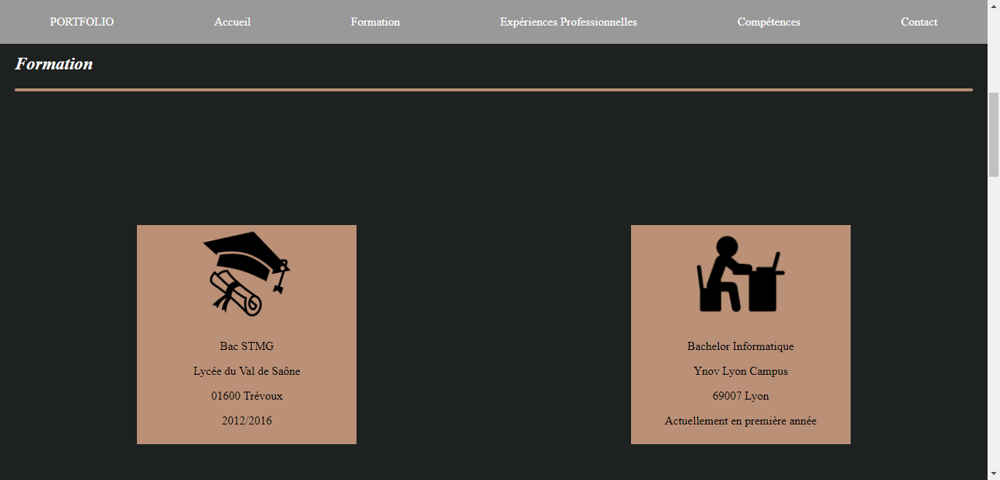 PORTFOLIO Accueil Formation Expériences Professionnelles Compétences Contact
Formation
Bac STMG
Lycée du Val de Saône
01600 Trévoux
2012/2016
Bachelor Informatique
Ynov Lyon Campus
69007 Lyon
Actuellement en première année